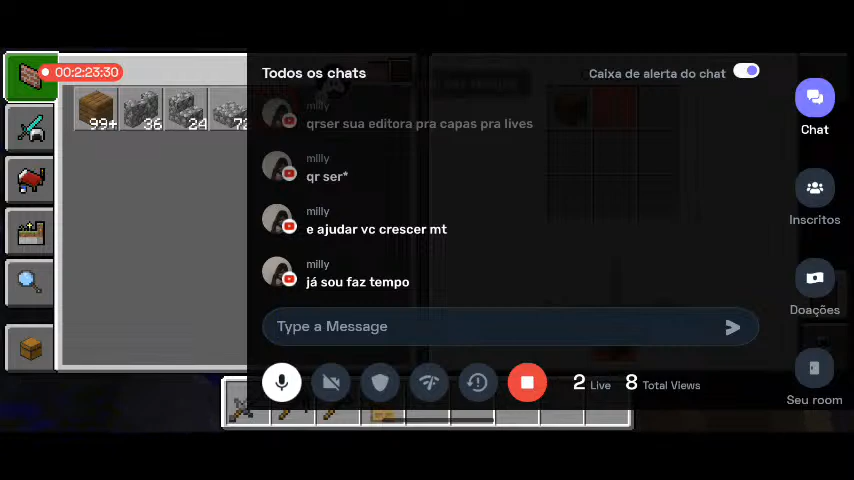 00:2:23:30
Todos os chats
Caixa de alerta do chat
milly
qrser sua editora pra capas pra lives
milly
qr ser*
milly
e ajudar vc crescer mt
milly
já sou faz tempo
Type a Message
2 Live 8 Total Views
Chat
Inscritos
Doações
Seu room
99+
36
24
72